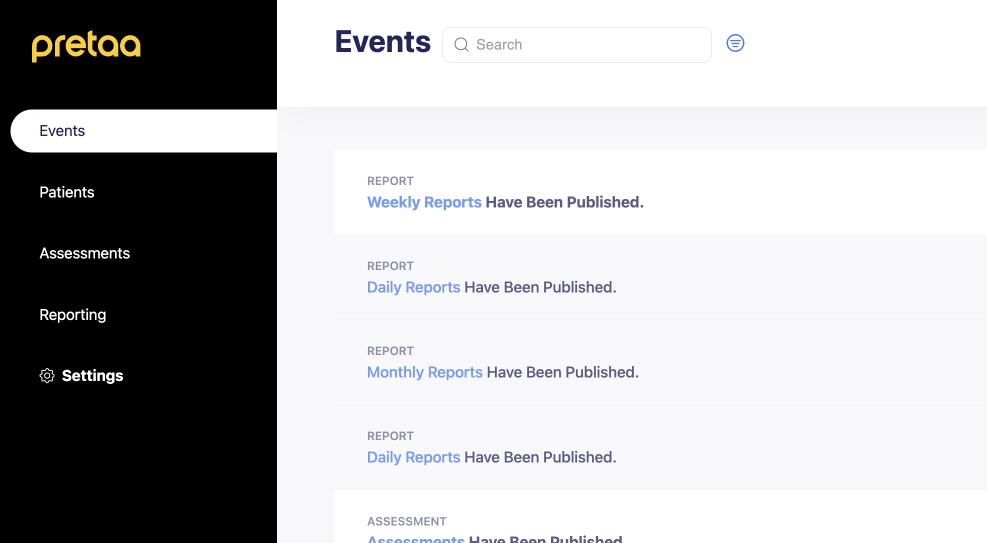 pretaa
Events
Search
Events
Patients
Assessments
Reporting
Settings
REPORT
Weekly Reports Have Been Published.
REPORT
Daily Reports Have Been Published.
REPORT
Monthly Reports Have Been Published.
REPORT
Daily Reports Have Been Published.
ASSESSMENT
Assessments Have Been Published